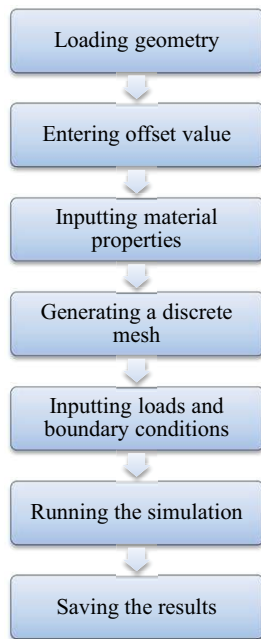 Loading geometry
Entering offset value
Inputting material
properties
Generating a discrete
mesh
Inputting loads and
boundary conditions
Running the simulation
Saving the results